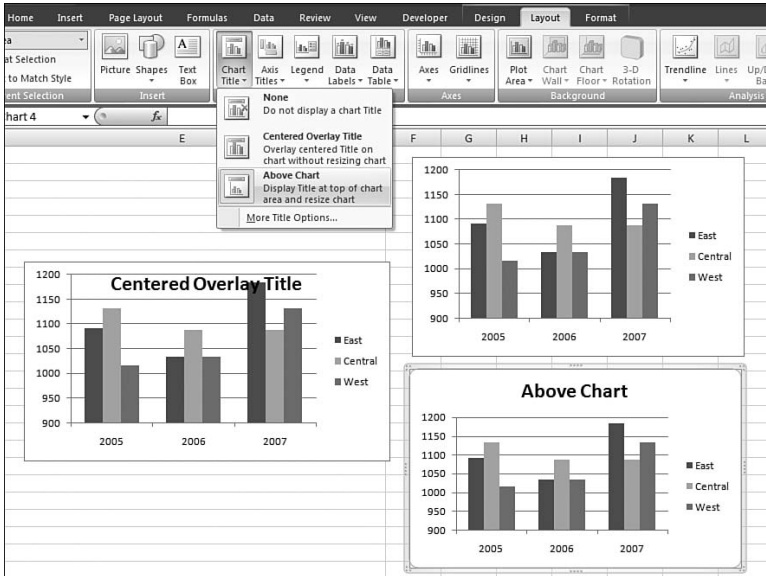 Home Insert Page Layout Formulas Data Review View Developer Design Layout Format
at Selection
to Match Style
ent Selection
Picture Shapes Text Box
Insert
Chart Title Axis Titles Legend Data Labels Data Table
Axes Gridlines
Axes
Plot Area Chart Wall Chart Floor 3-D Rotation
Background
Trendline Lines Up/
Ba
Analysis
hart 4 fx
None
Do not display a chart Title
Centered Overlay Title
Overlay centered Title on
chart without resizing chart
Above Chart
Display Title at top of chart
area and resize chart
More Title Options...
E F G H I J K L
1200
1150
1100
1050
1000
950
900
2005 2006 2007
East
Central
West
Centered Overlay Title
1200
1150
1100
1050
1000
950
900
2005 2006 2007
East
Central
West
Above Chart
1200
1150
1100
1050
1000
950
900
2005 2006 2007
East
Central
West